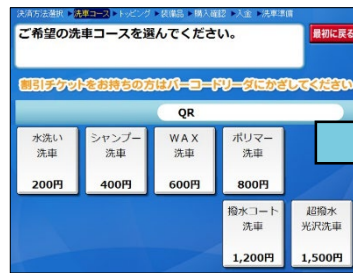 決済方法選択▶洗車コース▶トッピング▶装備品▶購入確認▶入金▶洗車準備
ご希望の洗車コースを選んでください。
最初に戻る
割引チケットをお持ちの方はバーコードリーダにかざしてください
QR
水洗い
洗車
200円
シャンプー
洗車
400円
WAX
洗車
600円
ポリマー
洗車
800円
撥水コート
洗車
1,200円
超撥水
光沢洗車
1,500円